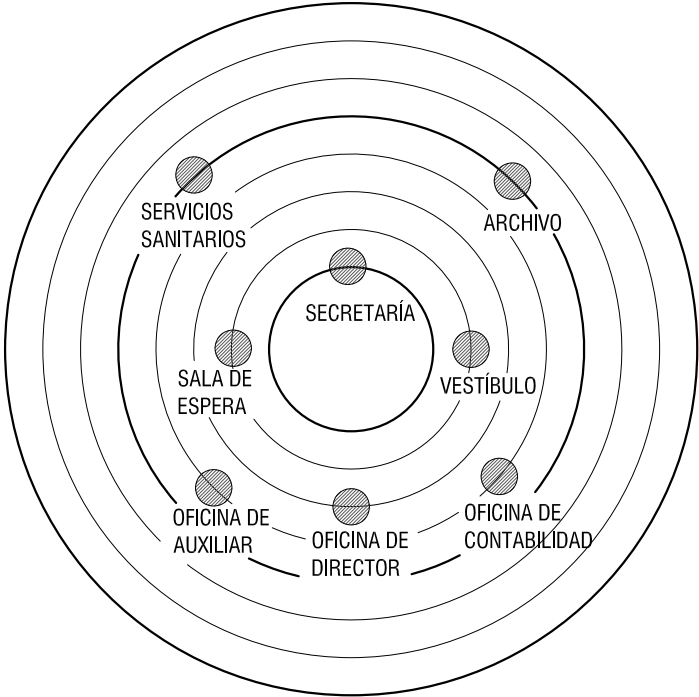 SERVICIOS
SANITARIOS
ARCHIVO
SECRETARÍA
SALA DE
ESPERA
VESTÍBULO
OFICINA DE
AUXILIAR
OFICINA DE
DIRECTOR
OFICINA DE
CONTABILIDAD